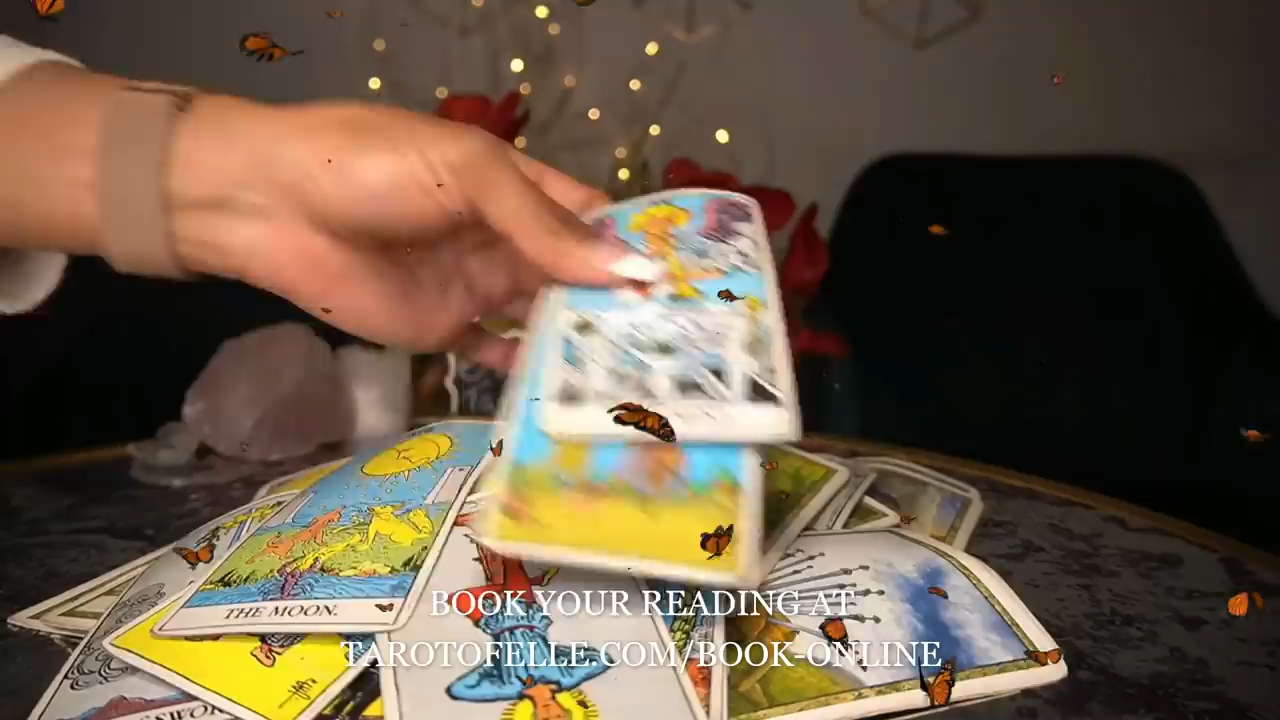 THE MOON.
BOOK YOUR READING AT
TAROTOFELLE.COM/BOOK-ONLINE